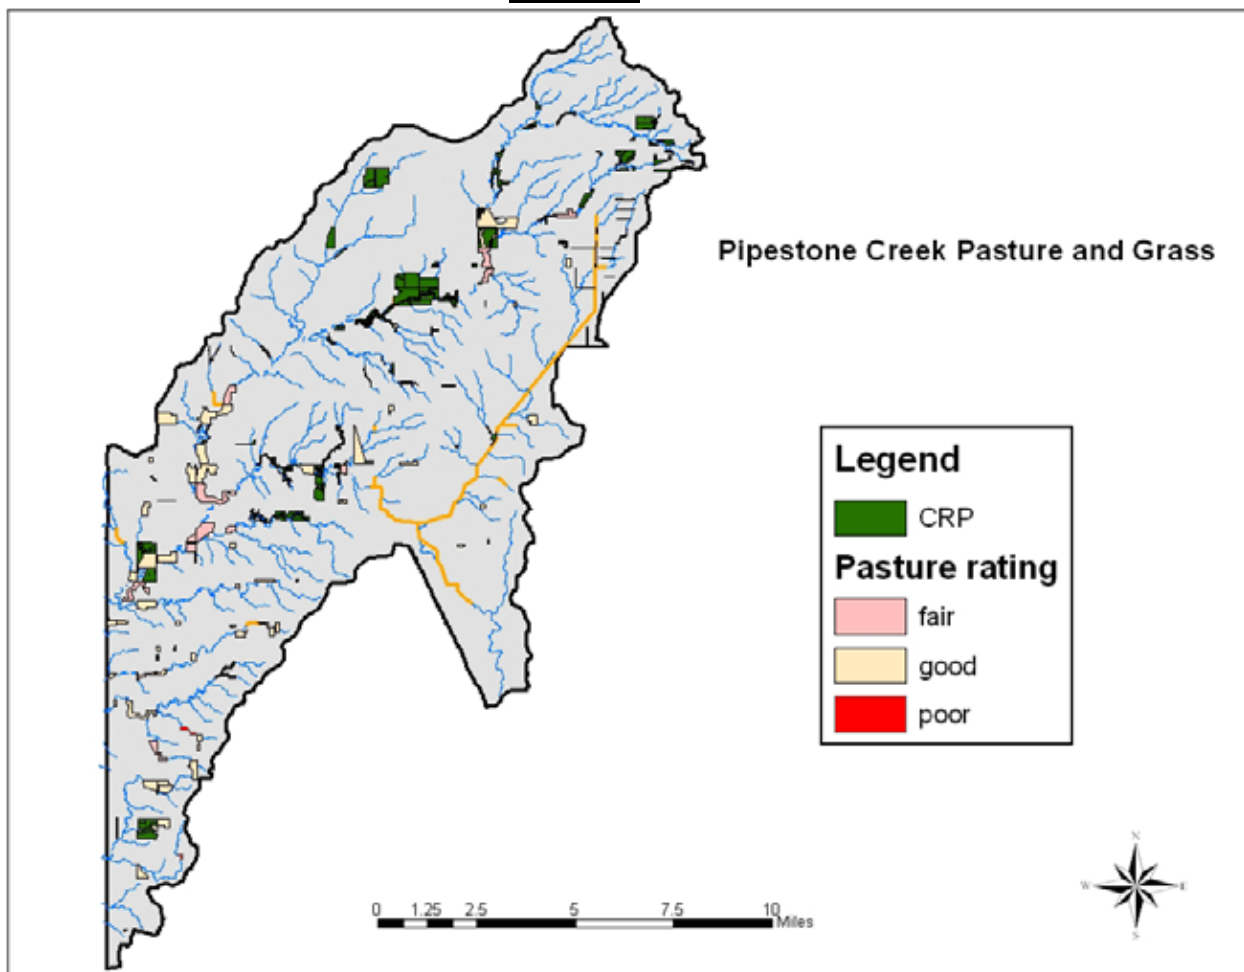 Pipestone Creek Pasture and Grass
Legend
CRP
Pasture rating
fair
good
poor
N
W E
S
0 1.25 2.5 5 7.5 10
Miles